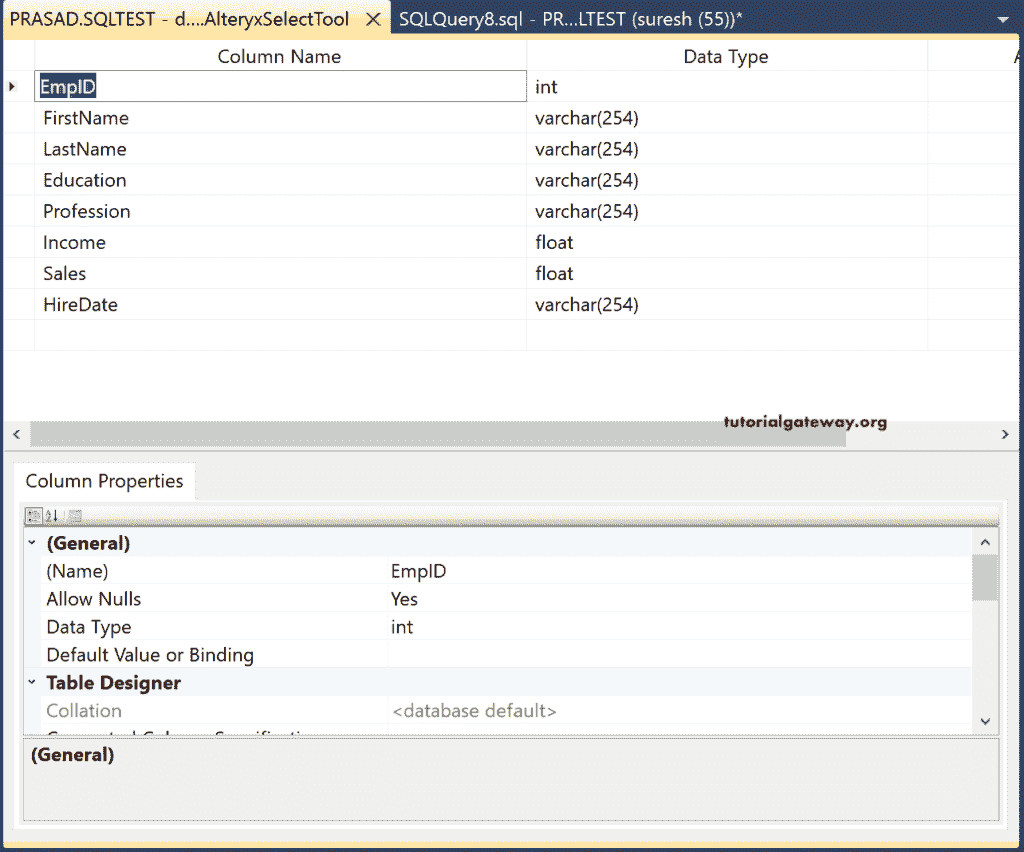 PRASAD.SQLTEST - d....AlteryxSelectTool SQLQuery8.sql - PR...LTEST (suresh (55))*
Column Name Data Type
EmpID int
FirstName varchar(254)
LastName varchar(254)
Education varchar(254)
Profession varchar(254)
Income float
Sales float
HireDate varchar(254)
tutorialgateway.org
Column Properties
(General)
(Name) EmpID
Allow Nulls Yes
Data Type int
Default Value or Binding
Table Designer
Collation <database default>
(General)